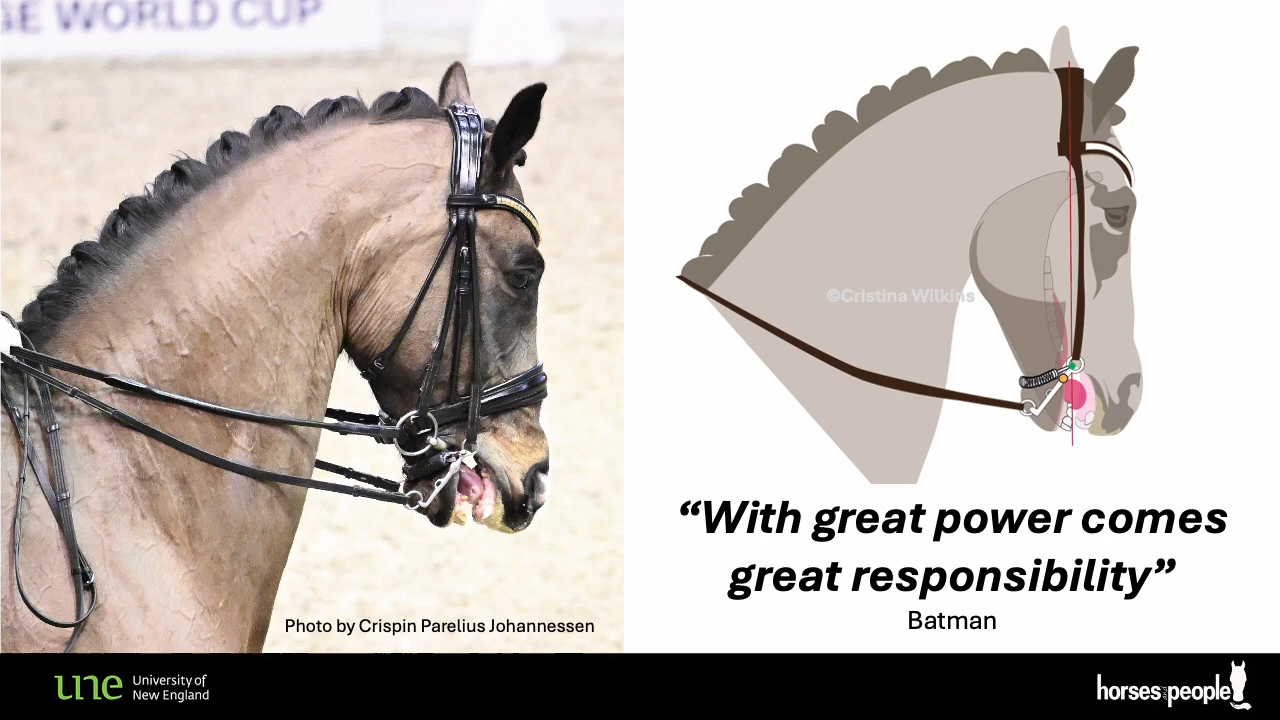 GE WORLD CUP
©Cristina Wilkins
“With great power comes
great responsibility”
Batman
Photo by Crispin Parelius Johannessen
une University of
New England
horses and people